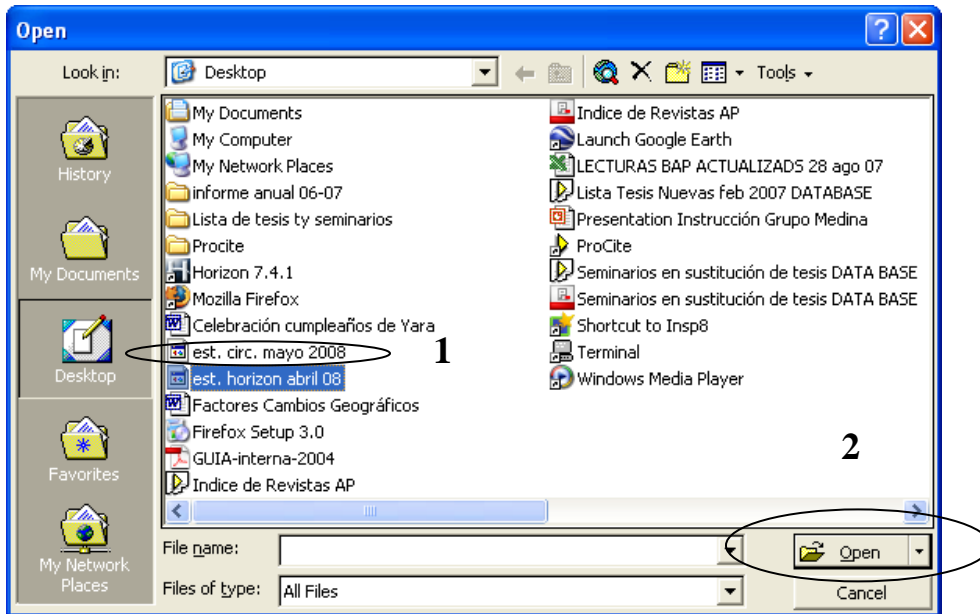 Open
Look in:
Desktop
Tools
History
My Documents
Desktop
Favorites
My Network
Places
My Documents
My Computer
My Network Places
informe anual 06-07
Lista de tesis ty seminarios
Procite
Horizon 7.4.1
Mozilla Firefox
Celebración cumpleaños de Yara
est. circ. mayo 2008
est. horizon abril 08
Factores Cambios Geográficos
Firefox Setup 3.0
GUIA-interna-2004
Indice de Revistas AP
1
Indice de Revistas AP
Launch Google Earth
LECTURAS BAP ACTUALIZADS 28 ago 07
Lista Tesis Nuevas feb 2007 DATABASE
Presentation Instrucción Grupo Medina
ProCite
Seminarios en sustitución de tesis DATA BASE
Seminarios en sustitución de tesis DATA BASE
Shortcut to Insp8
Terminal
Windows Media Player
2
File name:
Open
Files of type:
All Files
Cancel